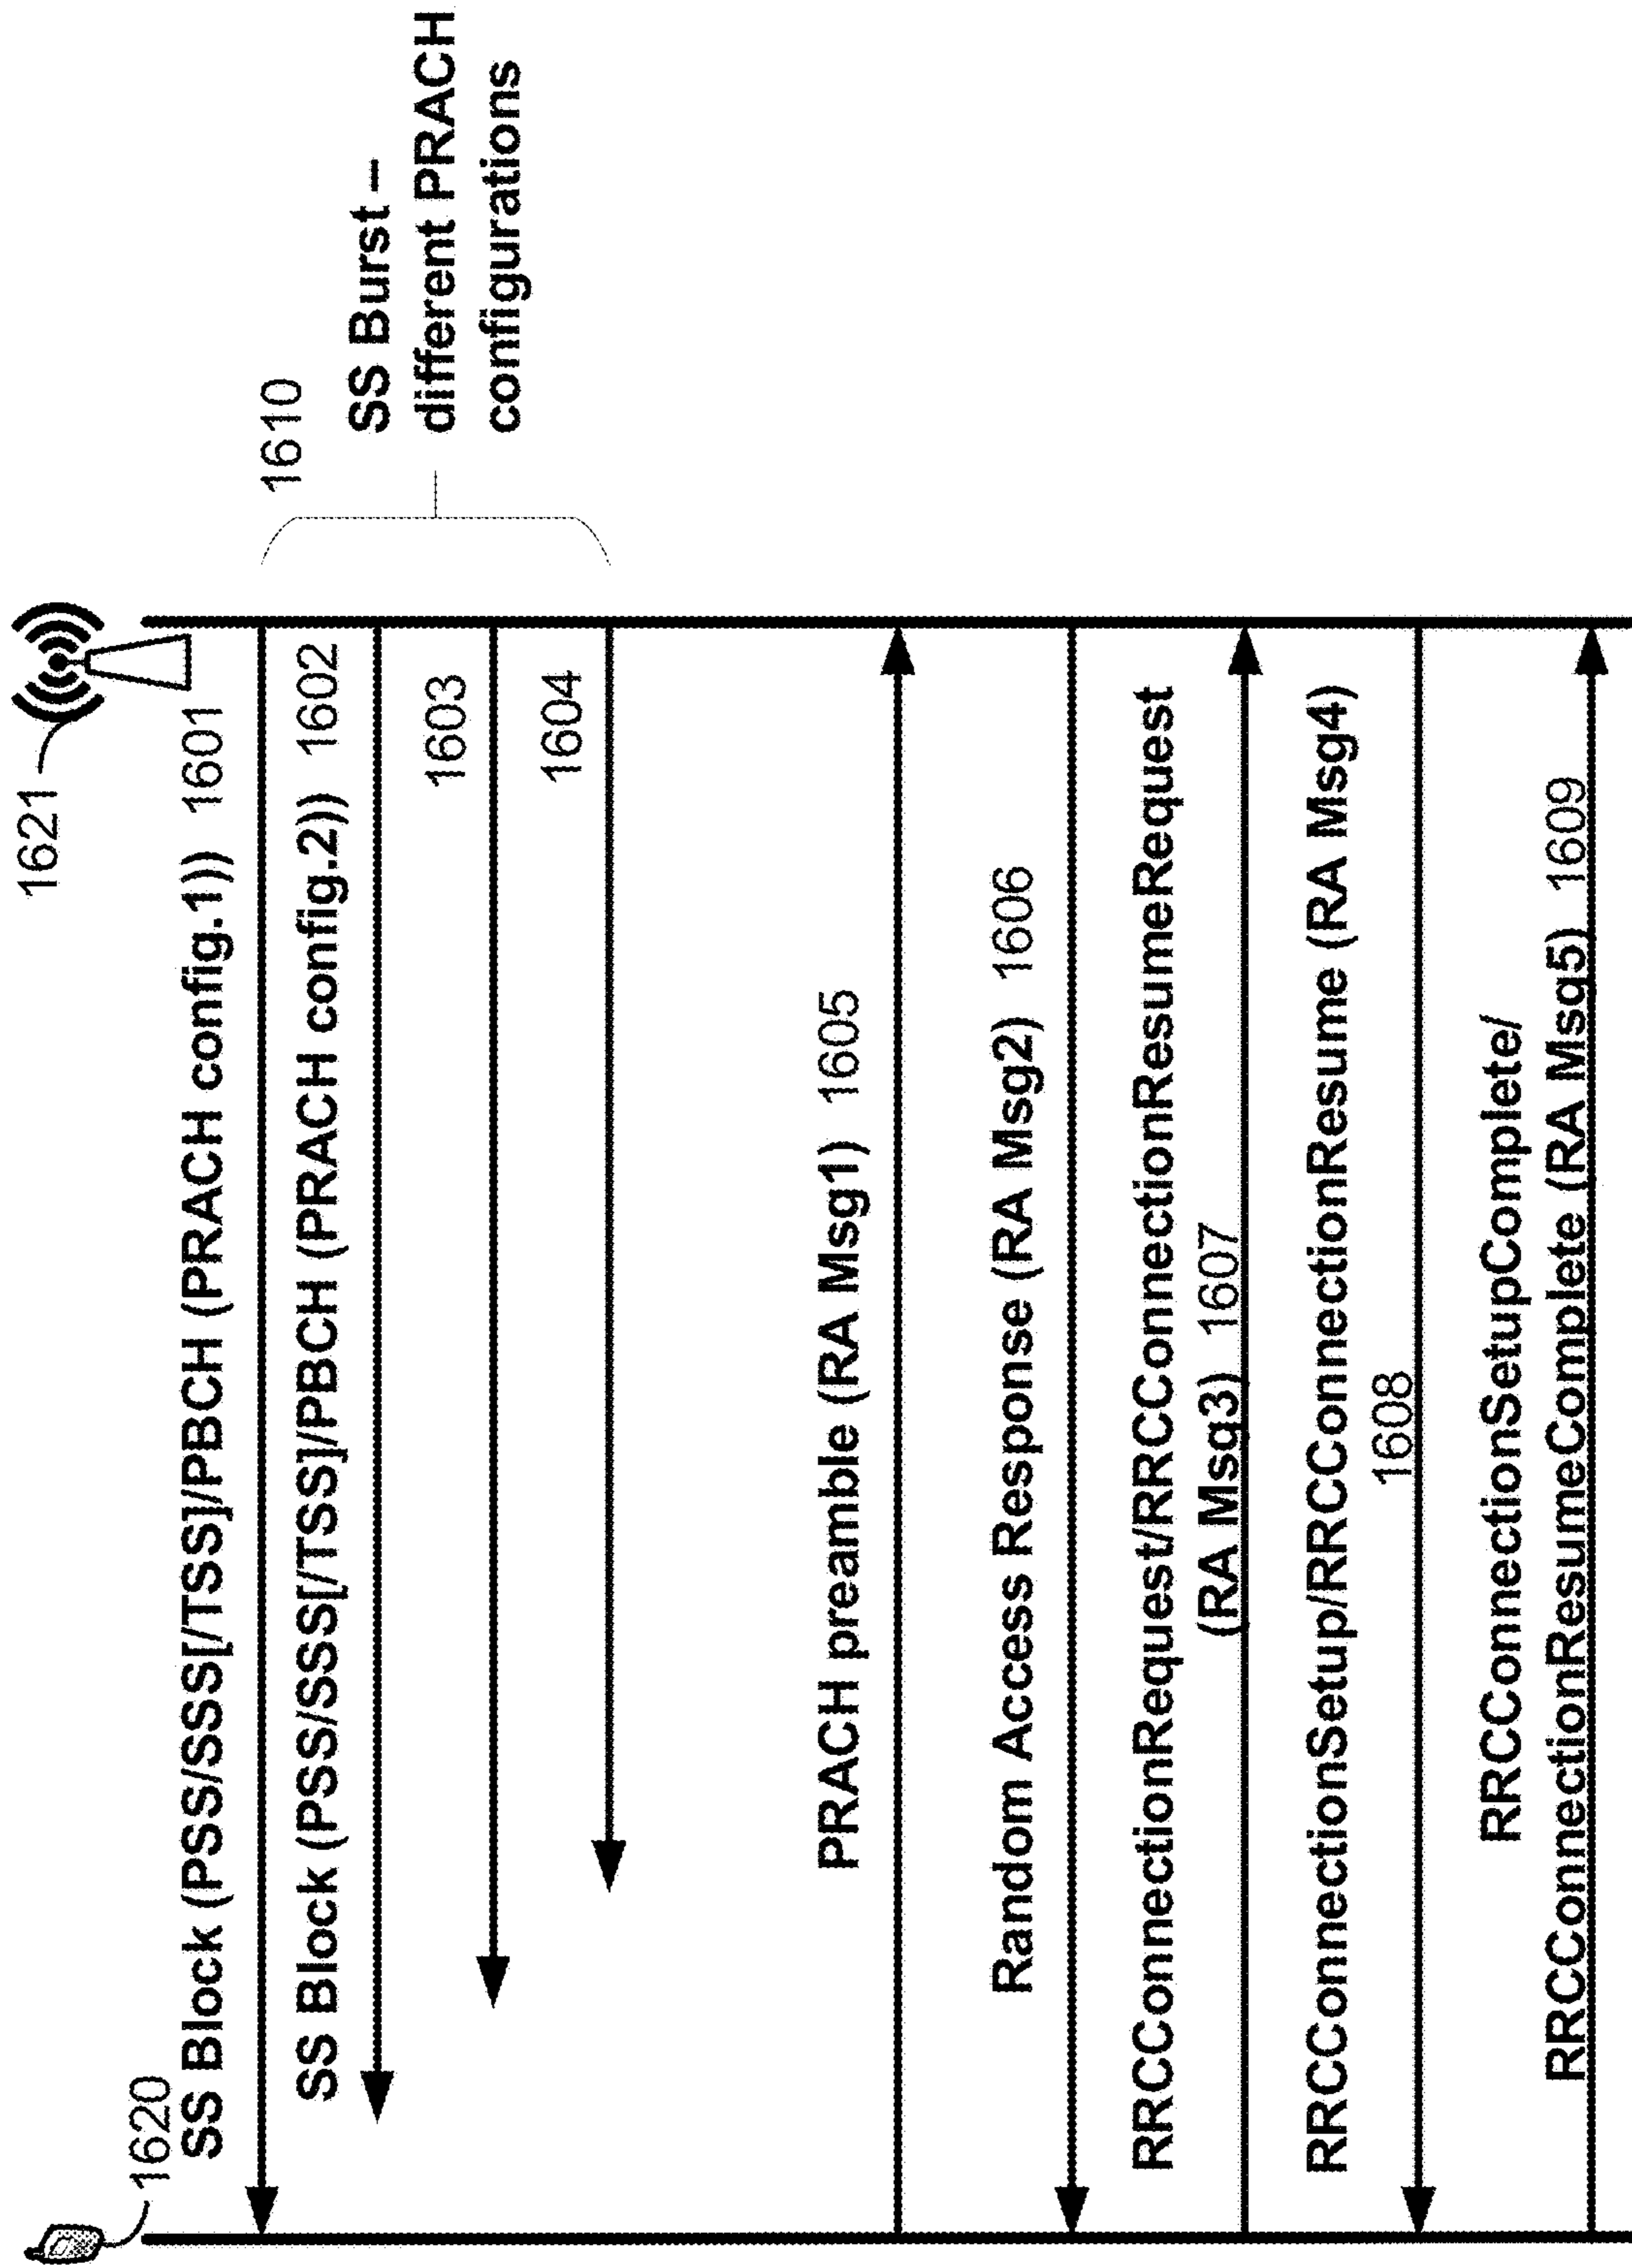 1621
1620
SS Block (PSS/SSS[/TSS]/PBCH (PRACH config.1)) 1601
SS Block (PSS/SSS[/TSS]/PBCH (PRACH config.2)) 1602
1603
1604
1610
SS Burst –
different PRACH
configurations
PRACH preamble (RA Msg1) 1605
Random Access Response (RA Msg2) 1606
RRCConnectionRequest/RRCConnectionResumeRequest
(RA Msg3) 1607
RRCConnectionSetup/RRCConnectionResume (RA Msg4)
1608
RRCConnectionSetupComplete/
RRCConnectionResumeComplete (RA Msg5) 1609